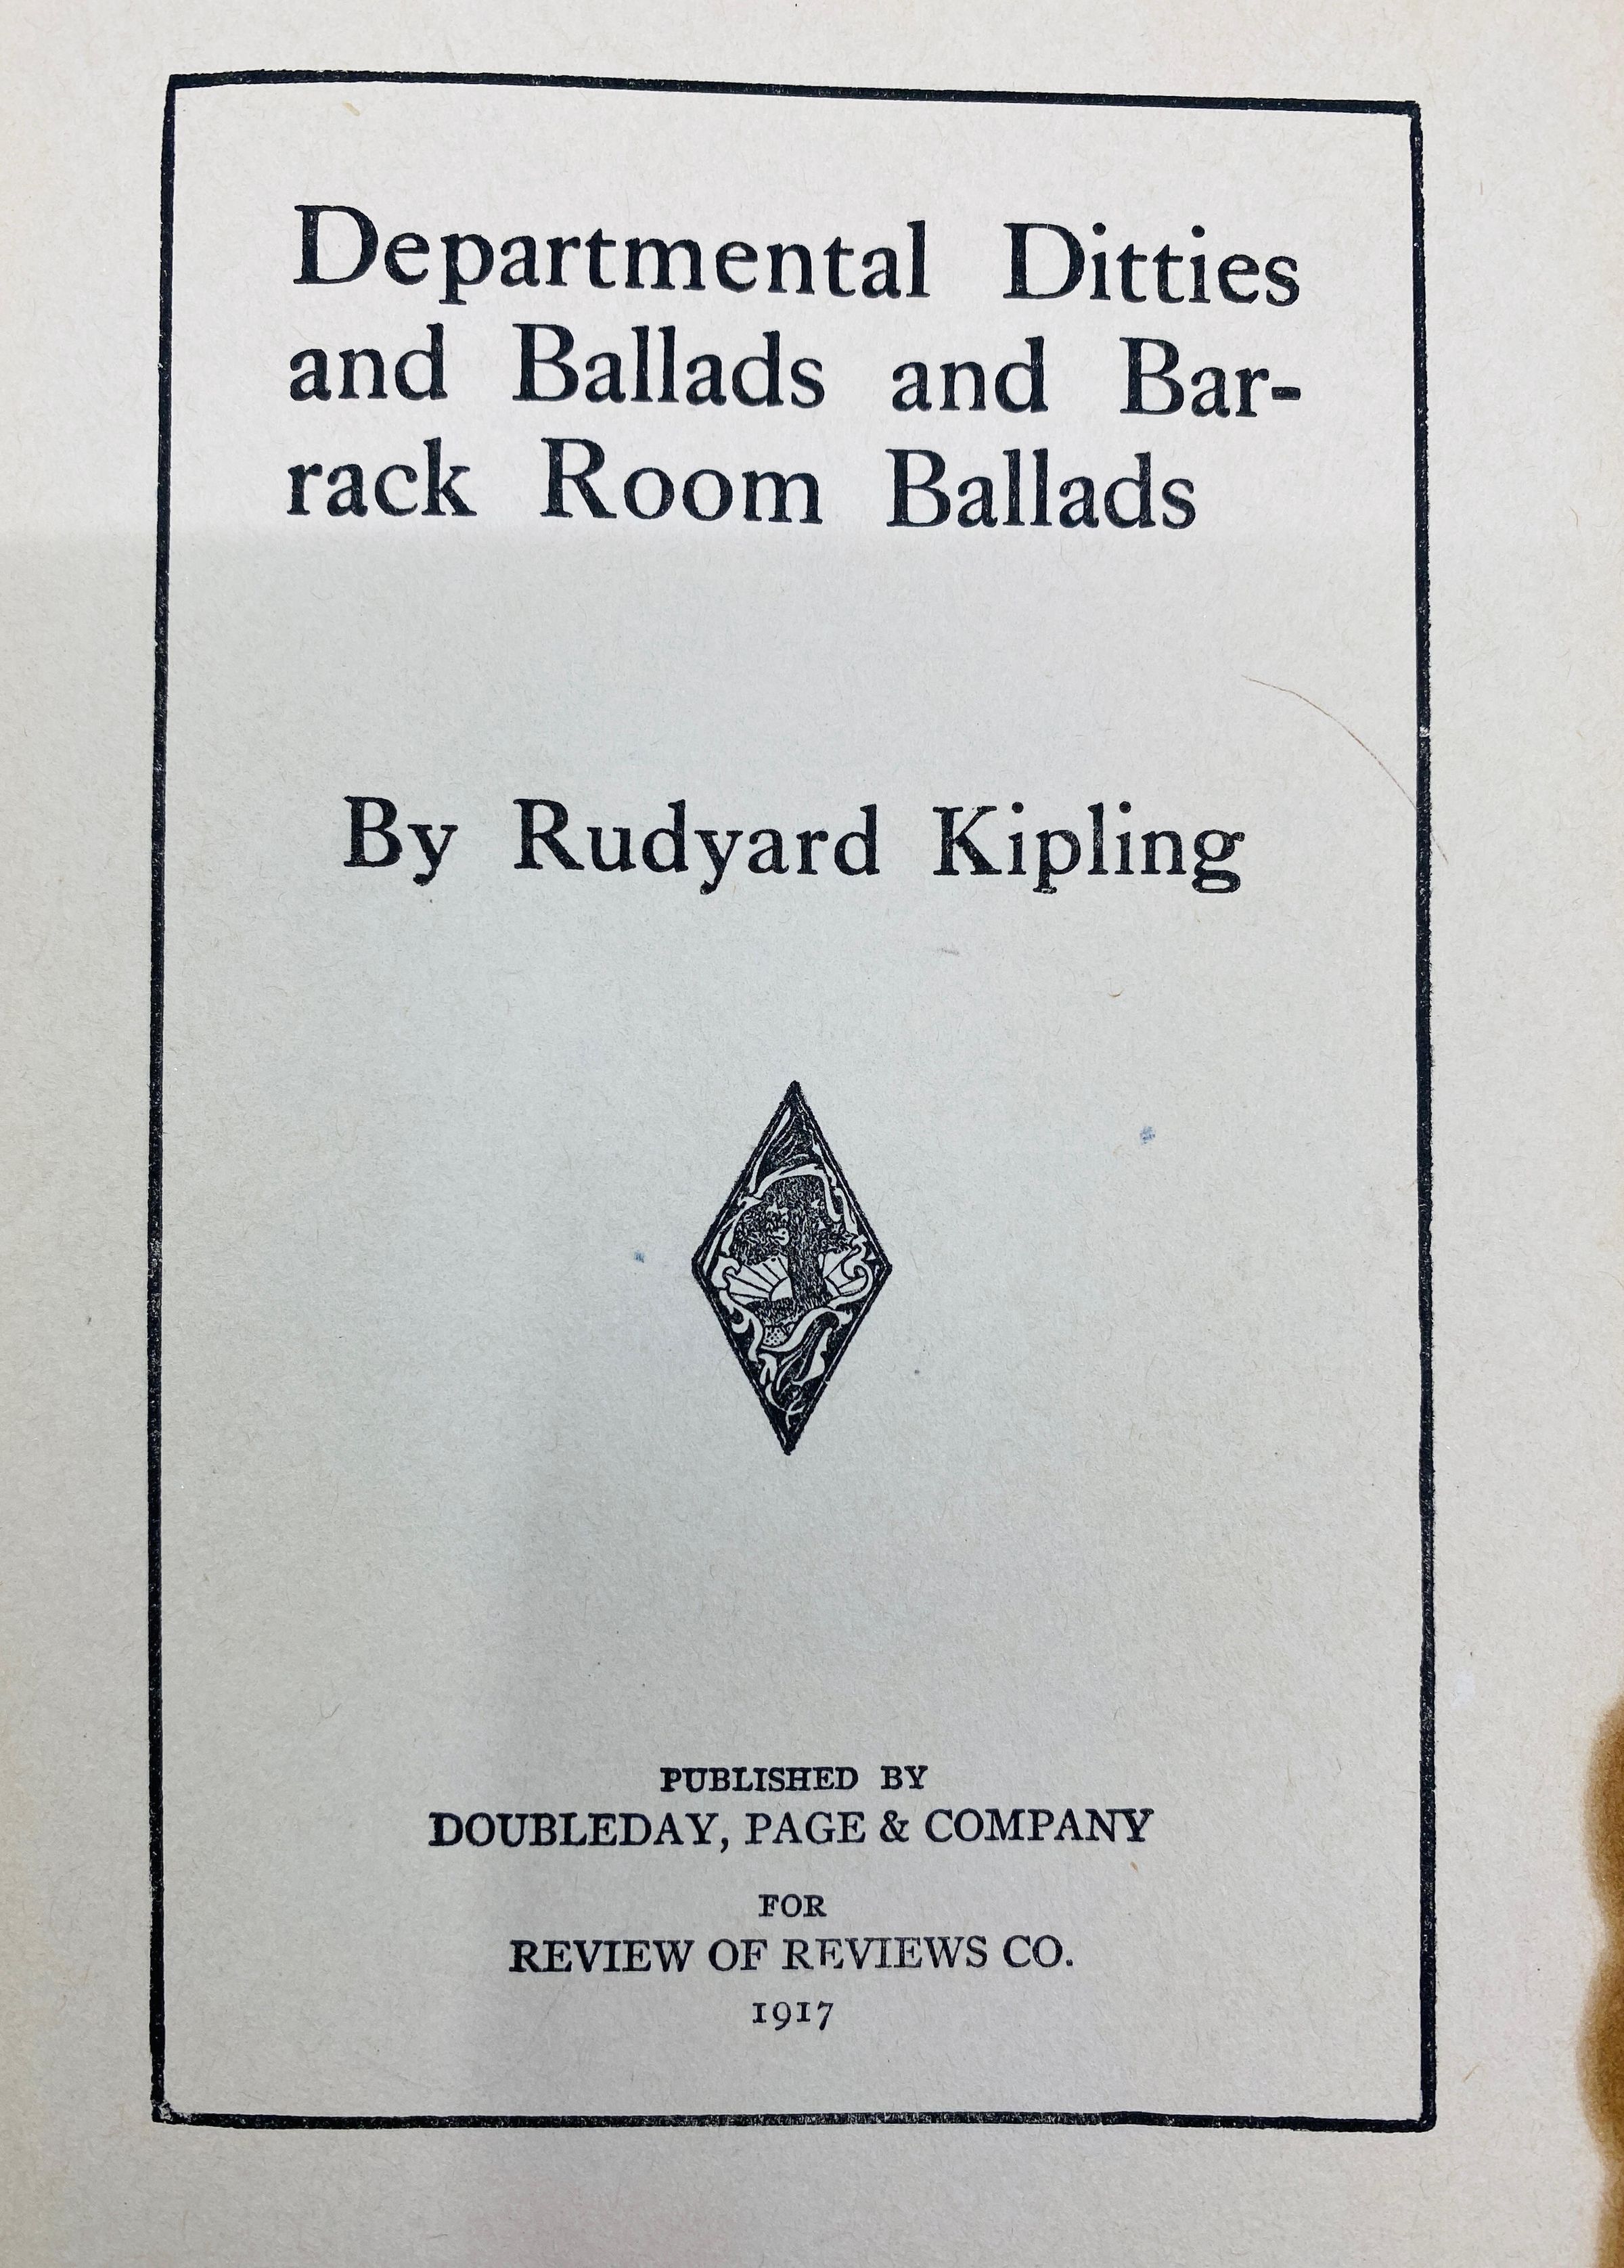 Departmental Ditties
and Ballads and Bar-
rack Room Ballads
By Rudyard Kipling
PUBLISHED BY
DOUBLEDAY, PAGE & COMPANY
FOR
REVIEW OF REVIEWS CO.
1917